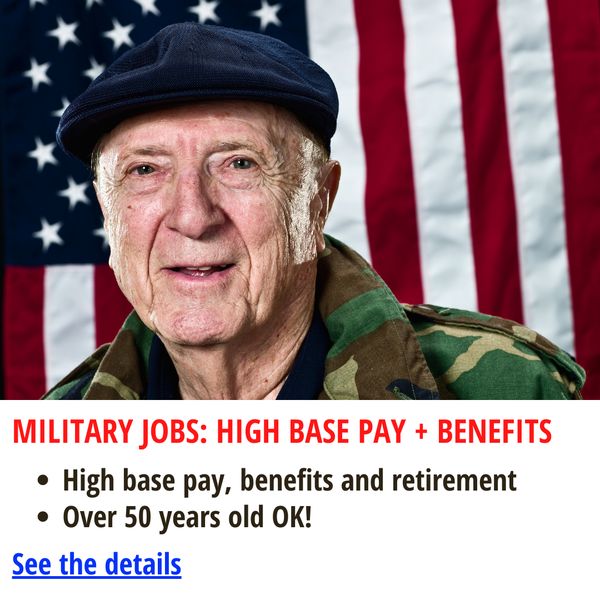 MILITARY JOBS: HIGH BASE PAY + BENEFITS
• High base pay, benefits and retirement
• Over 50 years old OK!
See the details